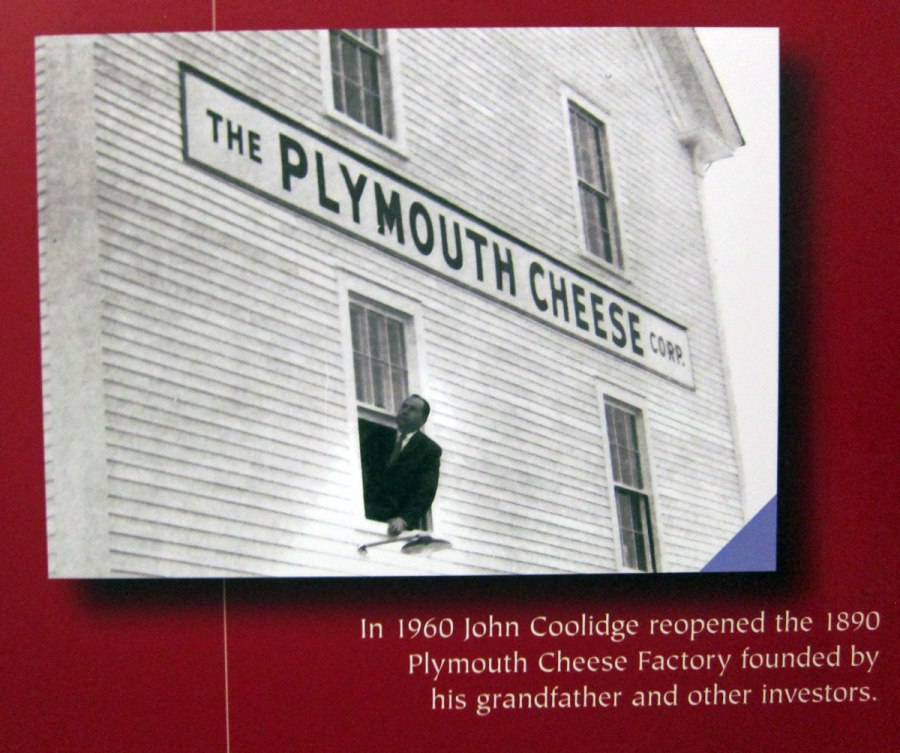 THE PLYMOUTH CHEESE CORP.
In 1960 John Coolidge reopened the 1890
Plymouth Cheese Factory founded by
his grandfather and other investors.